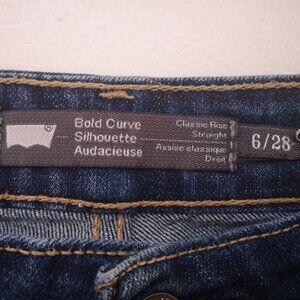 Bold Curve
Silhouette
Audacieuse
Classic Rise
Straight
Assise classique
Droit
6/28